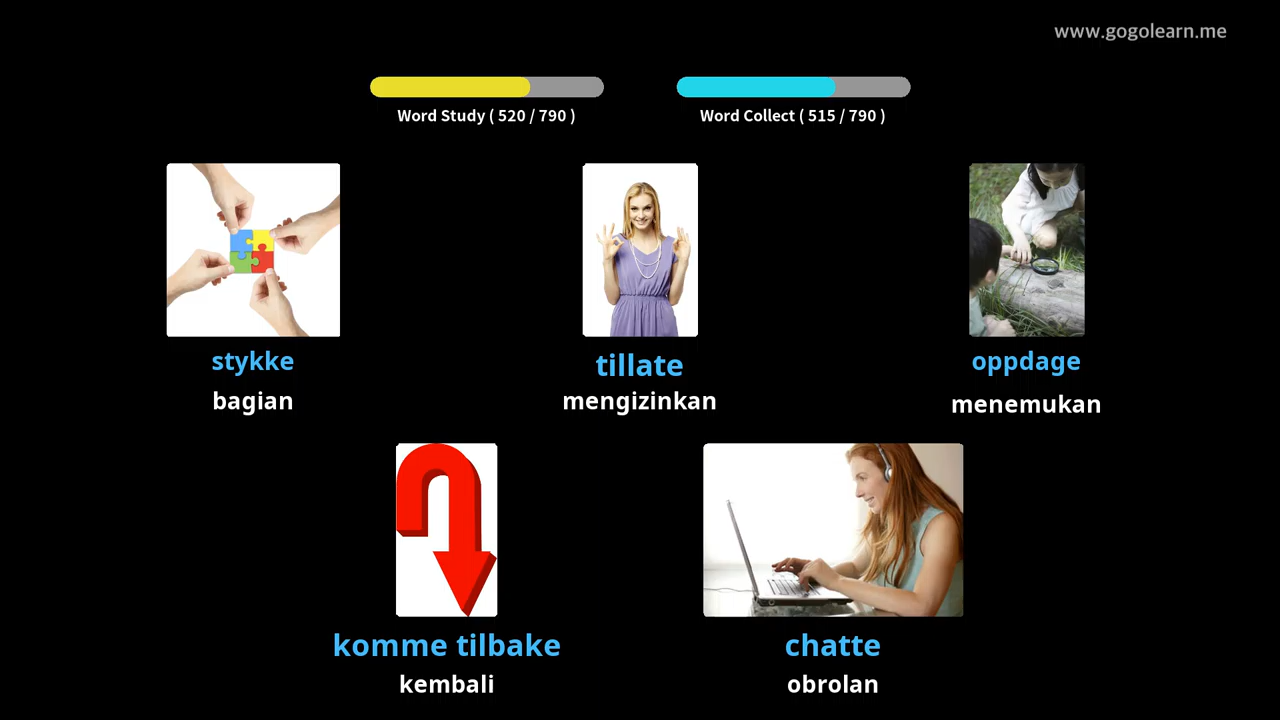 www.gogolearn.me
Word Study ( 520 / 790 )
Word Collect ( 515 / 790 )
stykke
bagian
tillate
mengizinkan
oppdage
menemukan
komme tilbake
kembali
chatte
obrolan